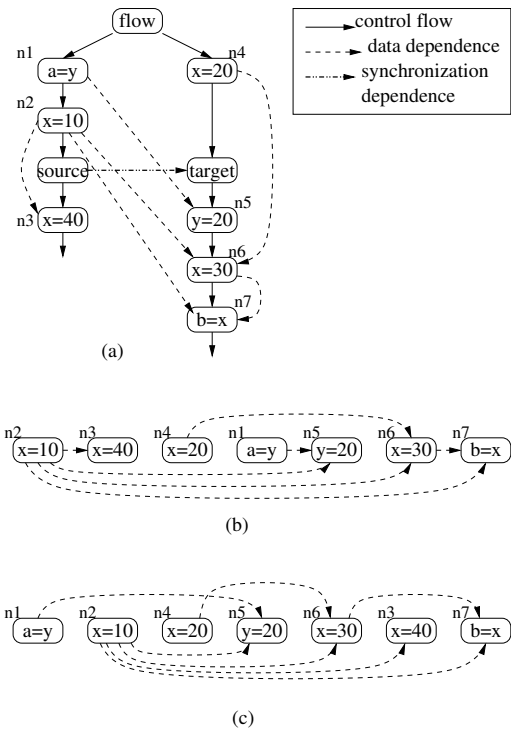 flow
n1
n4
a=y
x=20
n2
x=10
source
target
n5
n3
x=40
y=20
n6
x=30
n7
b=x
(a)
control flow
data dependence
synchronization
dependence
n2
n3
n4
n1
n5
n6
n7
x=10
x=40
x=20
a=y
y=20
x=30
b=x
(b)
n1
n2
n4
n5
n6
n3
n7
a=y
x=10
x=20
y=20
x=30
x=40
b=x
(c)